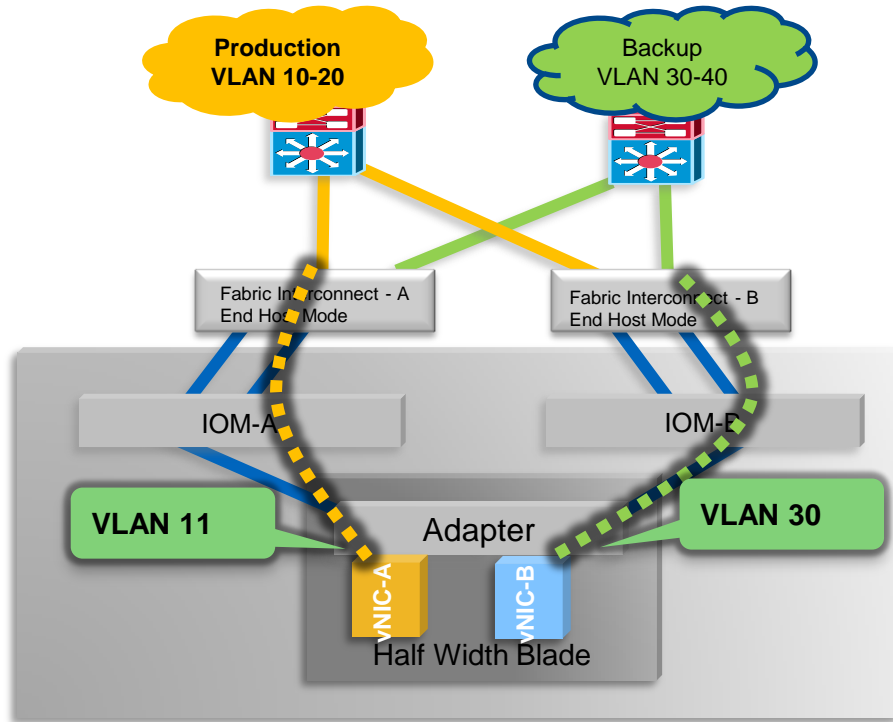 Production
VLAN 10-20
Backup
VLAN 30-40
Fabric Interconnect - A
End Host Mode
Fabric Interconnect - B
End Host Mode
IOM-A
IOM-B
VLAN 11
Adapter
VLAN 30
vNIC-A
vNIC-B
Half Width Blade